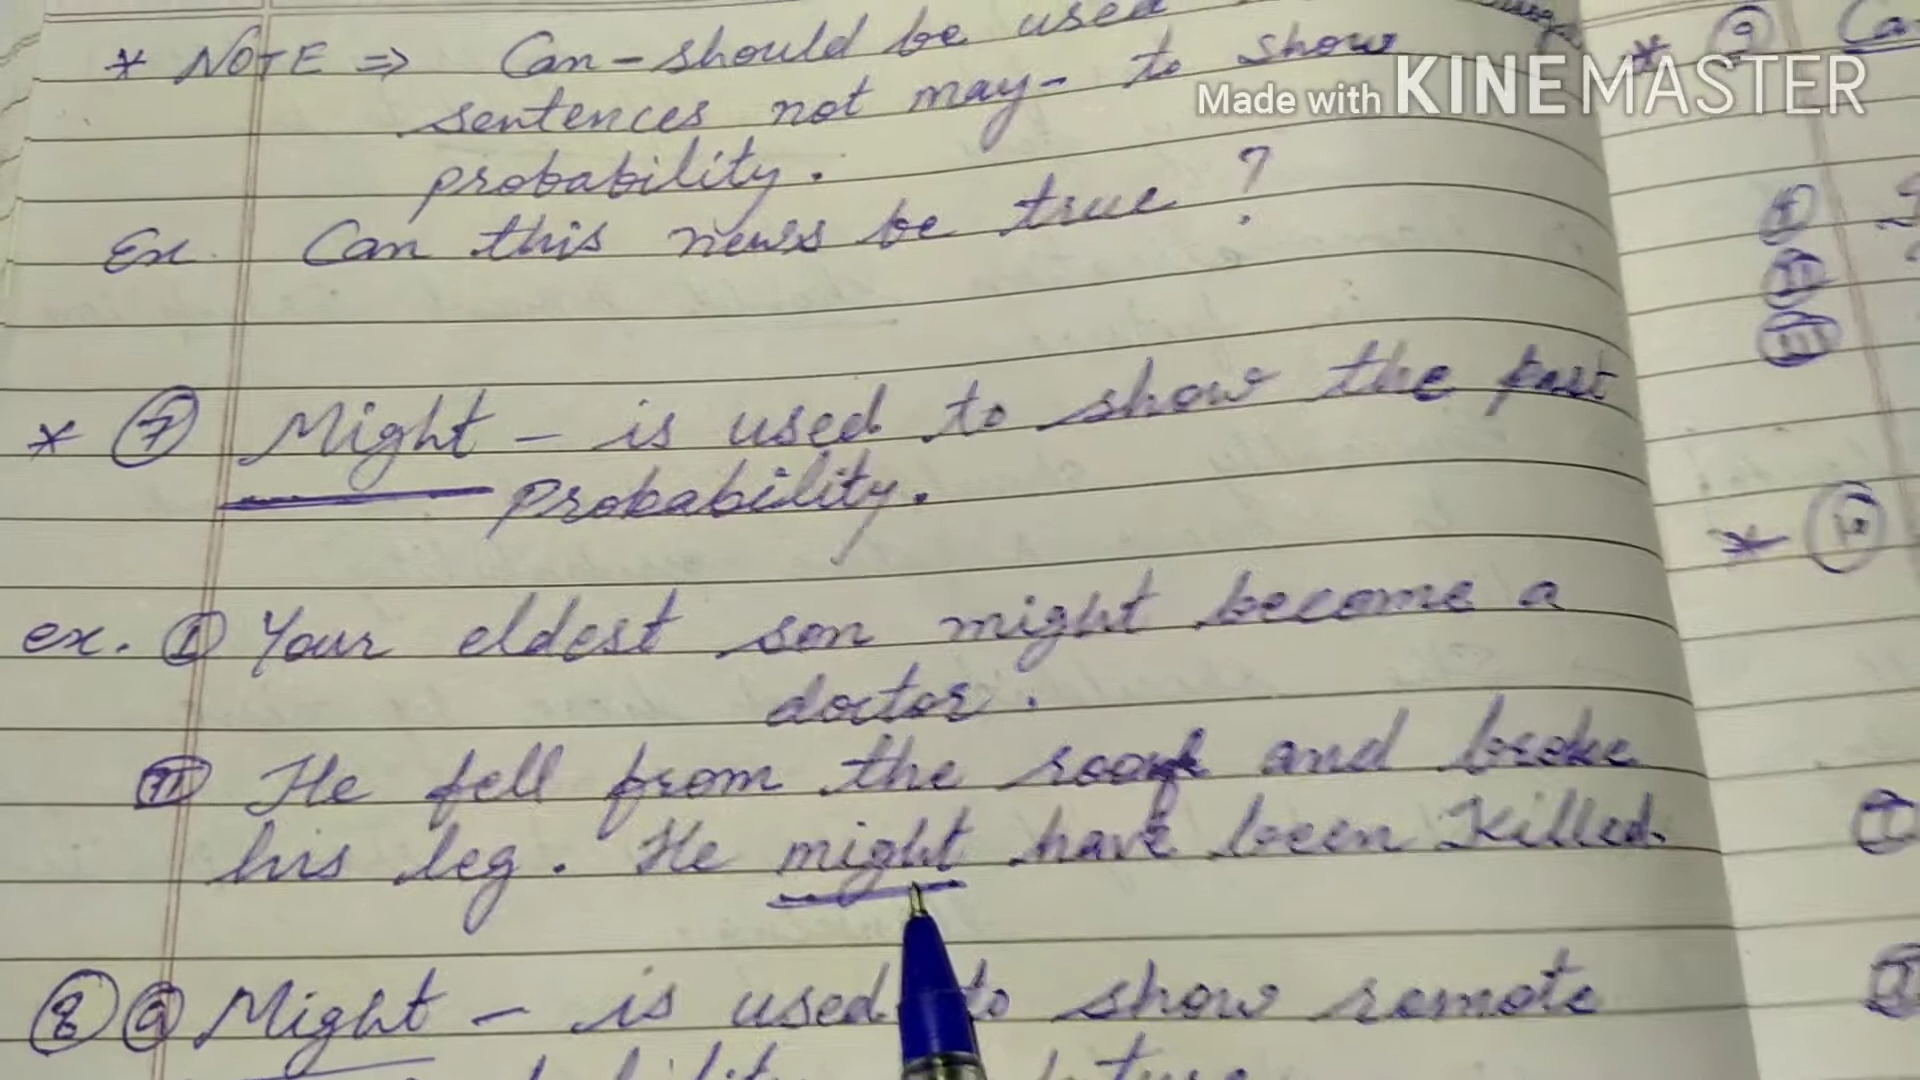 * NOTE ⇒ Can - should be used
sentences not may - to show
probability.
Ex. Can this news be true ?
* 7 Might - is used to show the past
Probability.
ex. I Your eldest son might become a
doctor.
II He fell from the roof and broke
his leg. He might have been Killed.
8 a Might - is used to show remote
Made with KINEMASTER
* 9